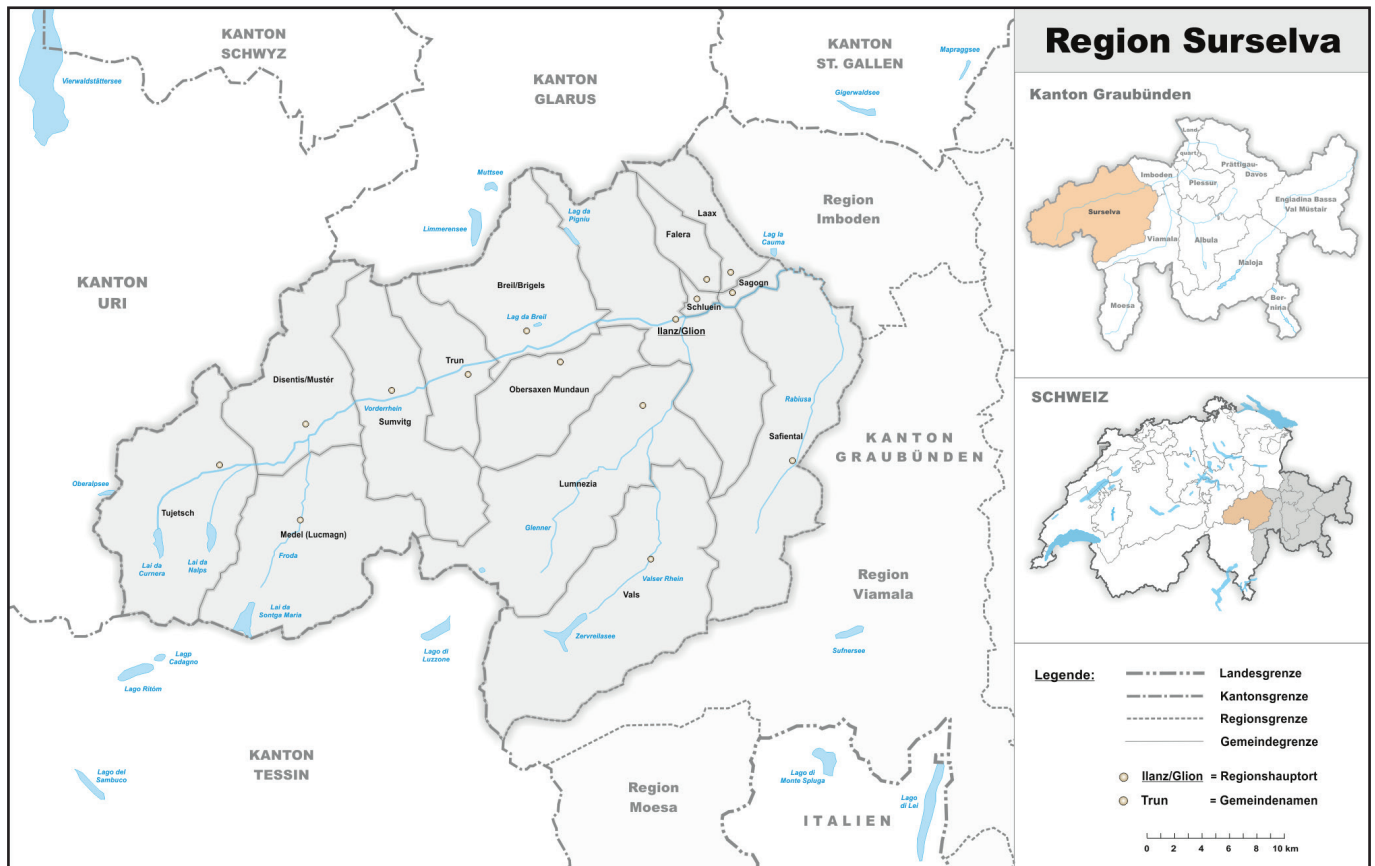 Region Surselva
KANTON
SCHWYZ
KANTON
GLARUS
KANTON
ST. GALLEN
Mapraggsee
Vierwaldstättersee
Gigerwaldsee
Muttsee
Limmerensee
Lag da
Pigniu
Laax
Falera
Region
Imboden
Lag la
Cauma
KANTON
URI
Breil/Brigels
Sagogn
Schluein
Lag da Breil
Ilanz/Glion
Trun
Disentis/Mustér
Obersaxen Mundaun
Vorderrhein
Sumvitg
Rabiusa
Safiental
KANTON
GRAUBÜNDEN
Oberalpsee
Lumnezia
Tujetsch
Glenner
Medel (Lucmagn)
Froda
Lai da
Curnera
Lai da
Nalps
Valser Rhein
Vals
Region
Viamala
Lai da
Sontga Maria
Zervreilasee
Lago di
Luzzone
Sufnersee
Lagp
Cadagno
Lago Ritóm
KANTON
TESSIN
Lago del
Sambuco
Region
Moesa
Lago di
Monte Spluga
Lago
di Lei
ITALIEN
Kanton Graubünden
Land-
quart
Prättigau-
Davos
Imboden
Plessur
Engiadina Bassa
Val Müstair
Surselva
Viamala
Albula
Maloja
Moesa
Ber-
nina
SCHWEIZ
Legende:
Landesgrenze
Kantonsgrenze
Regionsgrenze
Gemeindegrenze
Ilanz/Glion = Regionshauptort
Trun = Gemeindenamen
0 2 4 6 8 10 km